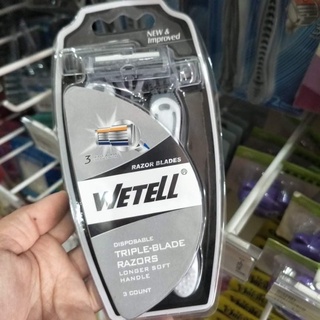 NEW &
Improved
3
RAZOR BLADES
WETELL
DISPOSABLE
TRIPLE-BLADE
RAZORS
LONGER SOFT
HANDLE
3 COUNT